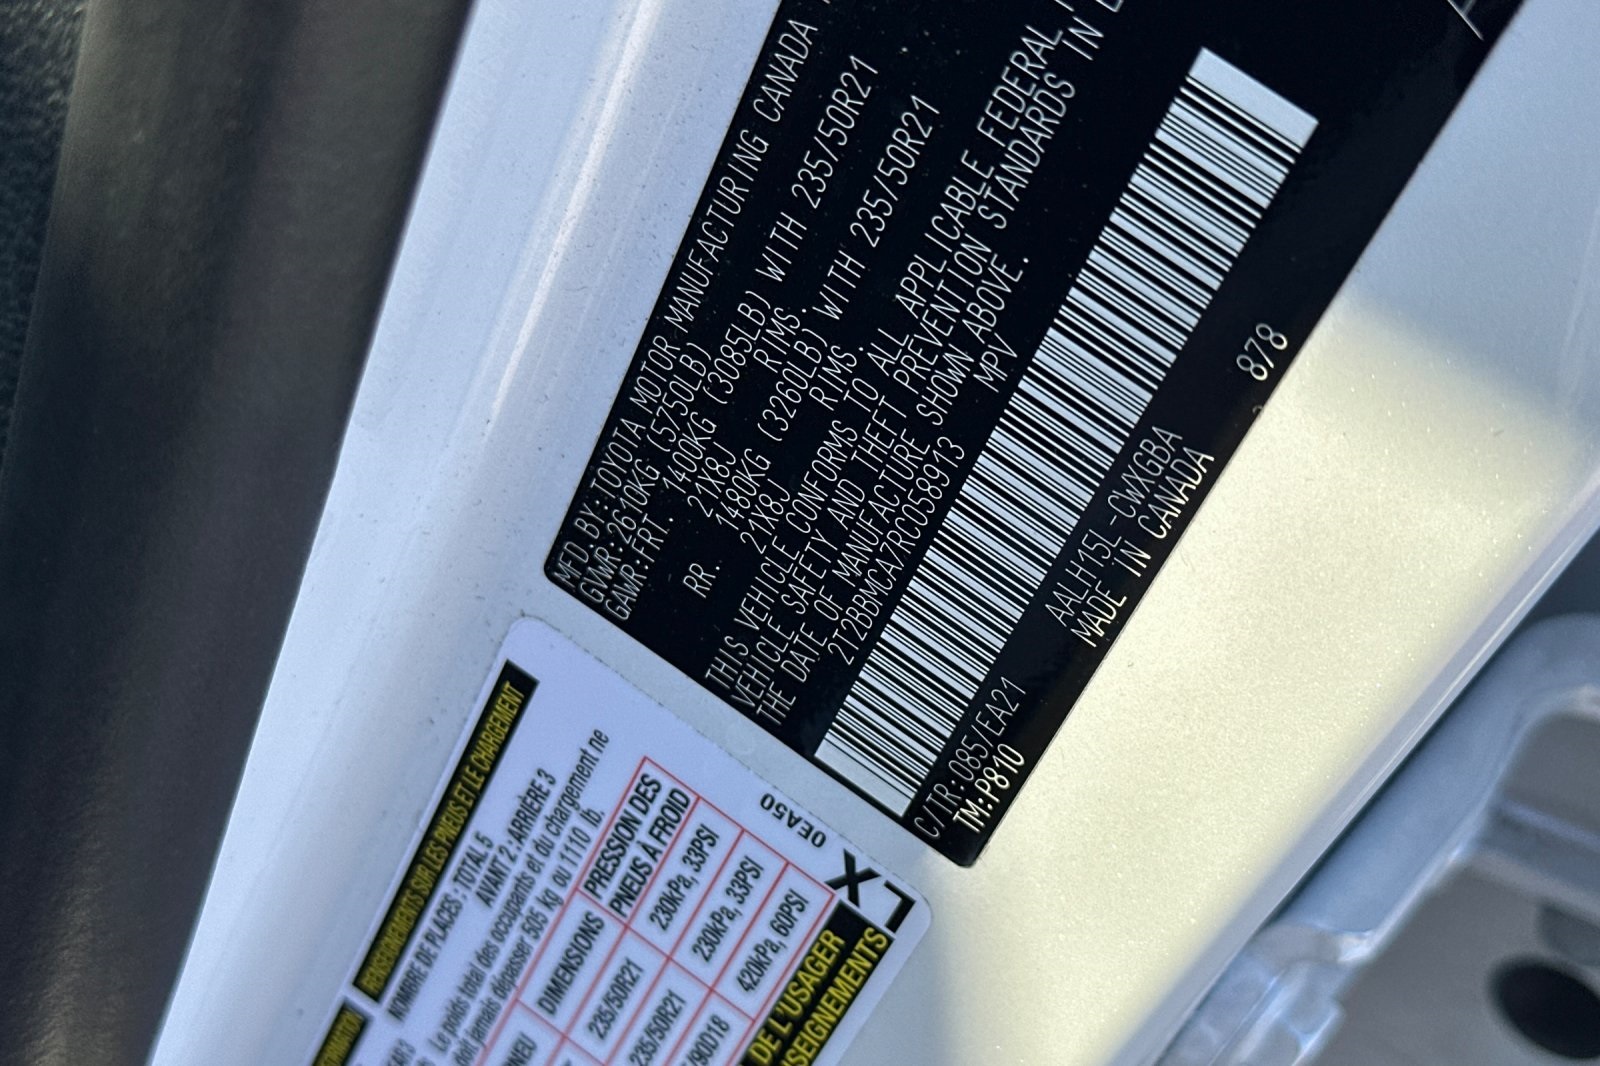 MFD. BY: TOYOTA MOTOR MANUFACTURING CANADA
GVWR: 2610KG (5750LB)
GAWR: FRT. 1400KG (3085LB) WITH 235/50R21
21X8J RIMS.
RR. 1480KG (3260LB) WITH 235/50R21
21X8J RIMS.
THIS VEHICLE CONFORMS TO ALL APPLICABLE FEDERAL
VEHICLE SAFETY AND THEFT PREVENTION STANDARDS IN
THE DATE OF MANUFACTURE SHOWN ABOVE.
2T2BBMCA7RC058913 MPV
878
AALH15L-CWXGBA
C/TR: 085/EA21 MADE IN CANADA
TM: P810
RENSEIGNEMENTS SUR LES PNEUS ET LE CHARGEMENT
NOMBRE DE PLACES : TOTAL 5
AVANT 2 : ARRIÈRE 3
Le poids total des occupants et du chargement ne
doit jamais dépasser 505 kg ou 1110 lb.
DIMENSIONS PRESSION DES PNEUS À FROID
235/50R21 230kPa, 33PSI
235/50R21 230kPa, 33PSI
/90D18 420kPa, 60PSI
DE L'USAGER
0EA50